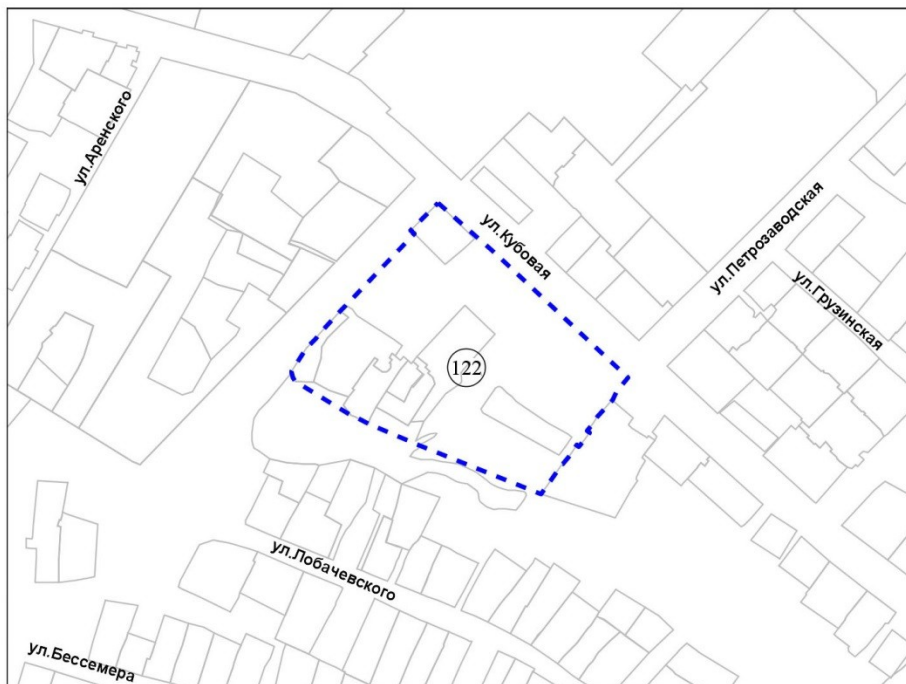 ул.Аренского
ул.Кубовая
ул.Петрозаводская
ул.Грузинская
122
ул.Лобачевского
ул.Бессемера